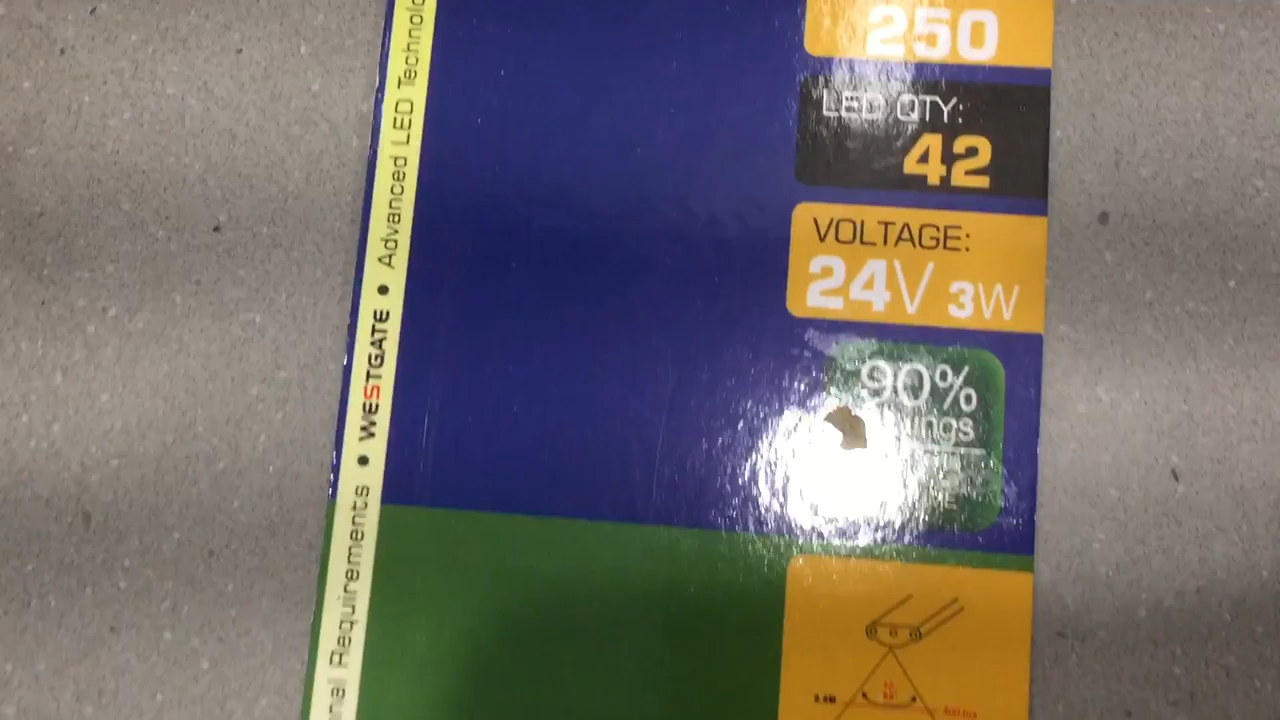 250
LED QTY:
42
VOLTAGE:
24V 3W
90%
nal Requirements • WESTGATE • Advanced LED Technolo